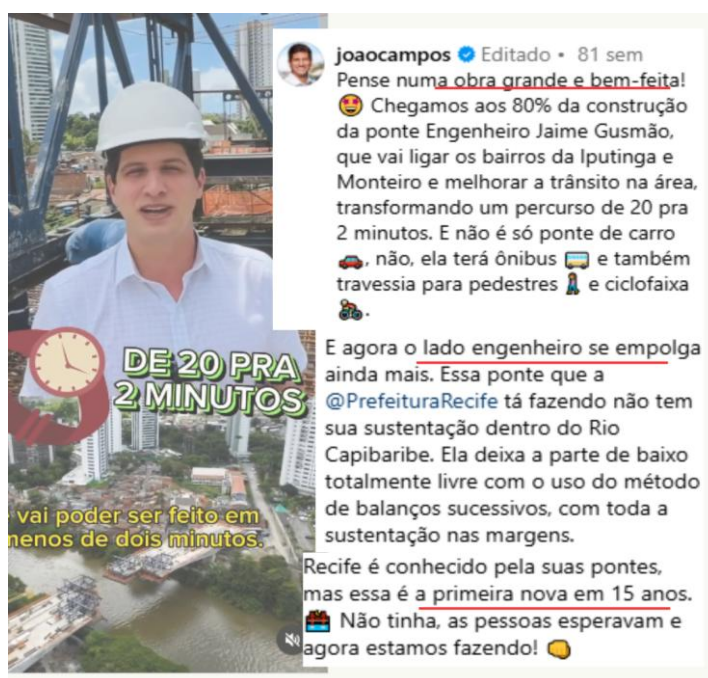 joaocampos Editado • 81 sem
Pense numa obra grande e bem-feita!
🤩 Chegamos aos 80% da construção
da ponte Engenheiro Jaime Gusmão,
que vai ligar os bairros da Iputinga e
Monteiro e melhorar a trânsito na área,
transformando um percurso de 20 pra
2 minutos. E não é só ponte de carro
🚗, não, ela terá ônibus 🚌 e também
travessia para pedestres 🚶 e ciclofaixa
🚴.
E agora o lado engenheiro se empolga
ainda mais. Essa ponte que a
@PrefeituraRecife tá fazendo não tem
sua sustentação dentro do Rio
Capibaribe. Ela deixa a parte de baixo
totalmente livre com o uso do método
de balanços sucessivos, com toda a
sustentação nas margens.
Recife é conhecido pela suas pontes,
mas essa é a primeira nova em 15 anos.
🌉 Não tinha, as pessoas esperavam e
agora estamos fazendo! 👊
DE 20 PRA
2 MINUTOS
vai poder ser feito em
menos de dois minutos.